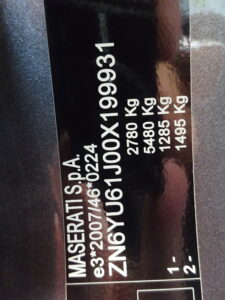 MASERATI S.p.A.
e3*2007/46*0224
ZN6YU61J00X199931
2780 Kg
5480 Kg
1 - 1285 Kg
2 - 1495 Kg